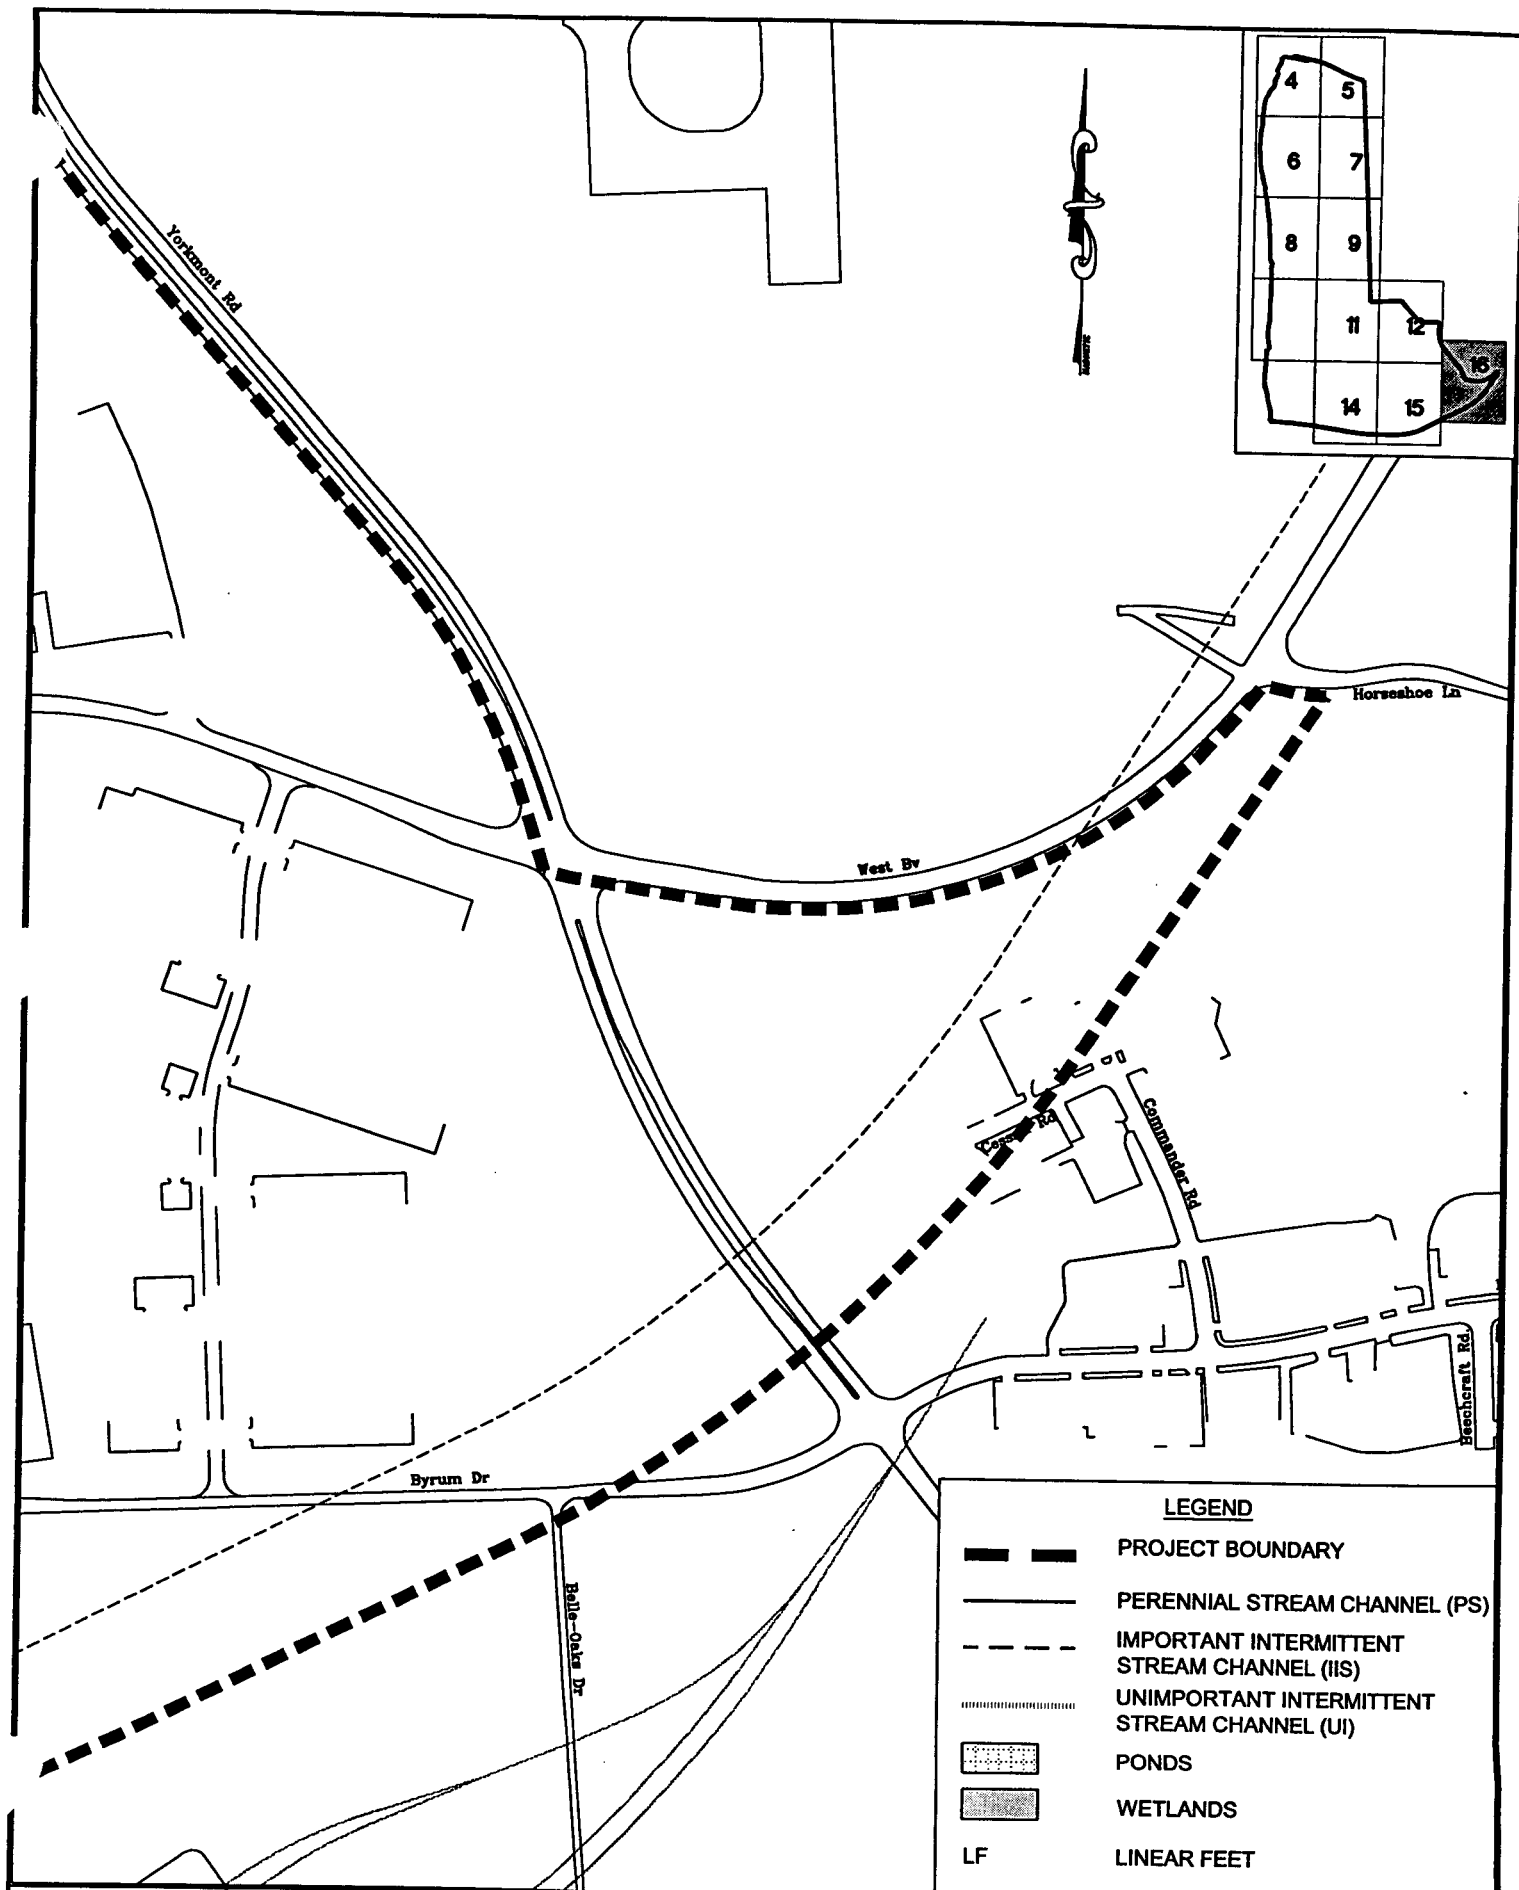 4
5
6
7
8
9
11
12
16
14
15
Yorkmont Rd
MAGNETIC
Horseshoe Ln
West Bv
Commander Rd
Beechcraft Rd.
Byrum Dr
Belle-Oaks Dr
LEGEND
PROJECT BOUNDARY
PERENNIAL STREAM CHANNEL (PS)
IMPORTANT INTERMITTENT
STREAM CHANNEL (IIS)
UNIMPORTANT INTERMITTENT
STREAM CHANNEL (UI)
PONDS
WETLANDS
LF LINEAR FEET